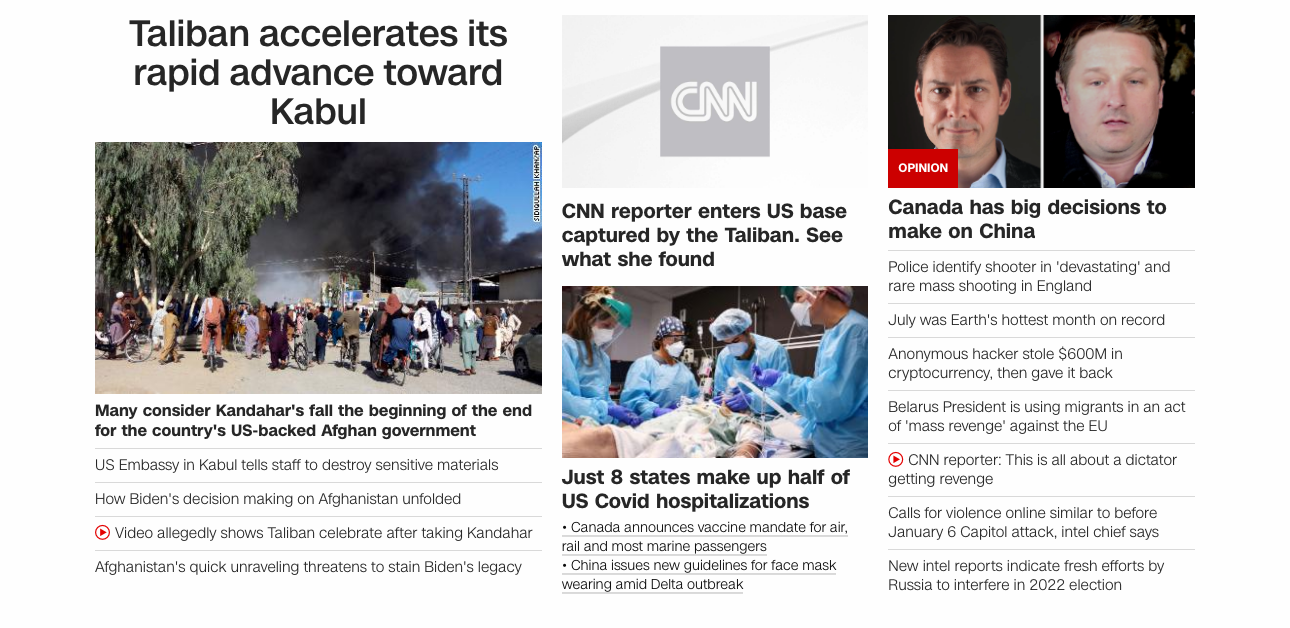 Taliban accelerates its
rapid advance toward
Kabul
SIDIQULLAH KHAN/AP
Many consider Kandahar's fall the beginning of the end
for the country's US-backed Afghan government
US Embassy in Kabul tells staff to destroy sensitive materials
How Biden's decision making on Afghanistan unfolded
Video allegedly shows Taliban celebrate after taking Kandahar
Afghanistan's quick unraveling threatens to stain Biden's legacy
CNN
CNN reporter enters US base
captured by the Taliban. See
what she found
Just 8 states make up half of
US Covid hospitalizations
• Canada announces vaccine mandate for air,
rail and most marine passengers
• China issues new guidelines for face mask
wearing amid Delta outbreak
OPINION
Canada has big decisions to
make on China
Police identify shooter in 'devastating' and
rare mass shooting in England
July was Earth's hottest month on record
Anonymous hacker stole $600M in
cryptocurrency, then gave it back
Belarus President is using migrants in an act
of 'mass revenge' against the EU
CNN reporter: This is all about a dictator
getting revenge
Calls for violence online similar to before
January 6 Capitol attack, intel chief says
New intel reports indicate fresh efforts by
Russia to interfere in 2022 election